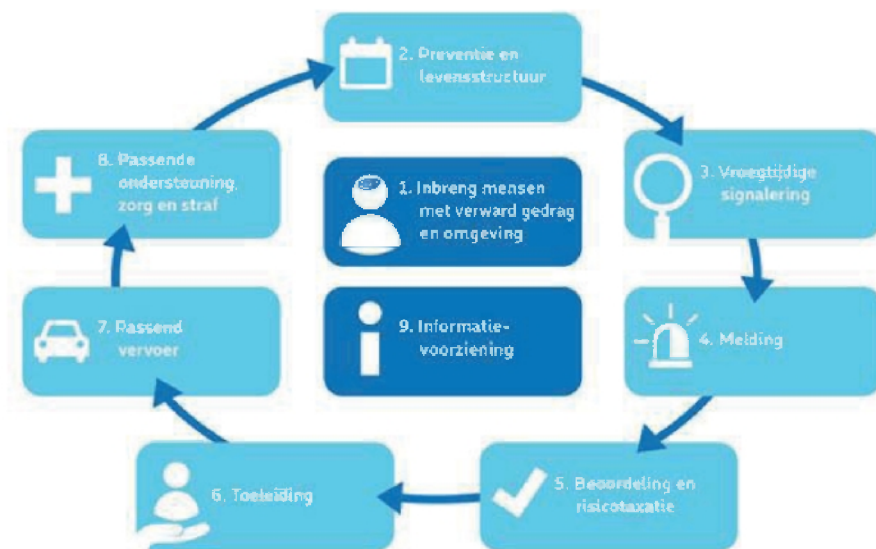 2. Preventie en
levensstructuur
8. Passende
ondersteuning,
zorg en straf
1. Inbreng mensen
met verward gedrag
en omgeving
3. Vroegtijdige
signalering
7. Passend
vervoer
9. Informatie-
voorziening
4. Melding
6. Toeleiding
5. Beoordeling en
risicotaxatie